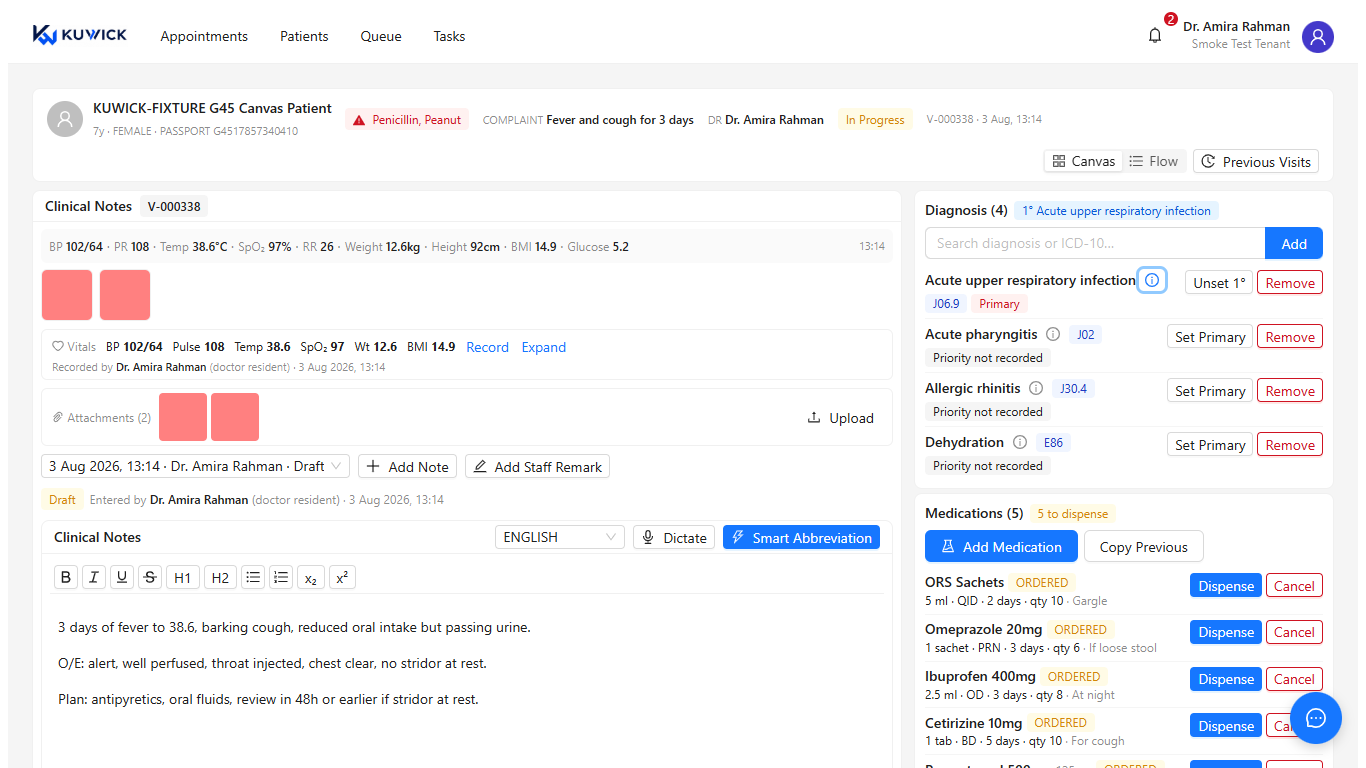 KUWICK
Appointments Patients Queue Tasks
2
Dr. Amira Rahman
Smoke Test Tenant
KUWICK-FIXTURE G45 Canvas Patient
7y · FEMALE · PASSPORT G4517857340410
Penicillin, Peanut
COMPLAINT Fever and cough for 3 days
DR Dr. Amira Rahman
In Progress
V-000338 · 3 Aug, 13:14
Canvas Flow Previous Visits
Clinical Notes V-000338
BP 102/64 · PR 108 · Temp 38.6°C · SpO₂ 97% · RR 26 · Weight 12.6kg · Height 92cm · BMI 14.9 · Glucose 5.2 13:14
Vitals BP 102/64 Pulse 108 Temp 38.6 SpO₂ 97 Wt 12.6 BMI 14.9 Record Expand
Recorded by Dr. Amira Rahman (doctor resident) · 3 Aug 2026, 13:14
Attachments (2) Upload
3 Aug 2026, 13:14 · Dr. Amira Rahman · Draft Add Note Add Staff Remark
Draft Entered by Dr. Amira Rahman (doctor resident) · 3 Aug 2026, 13:14
Clinical Notes ENGLISH Dictate Smart Abbreviation
B I U S H1 H2 x₂ x²
3 days of fever to 38.6, barking cough, reduced oral intake but passing urine.
O/E: alert, well perfused, throat injected, chest clear, no stridor at rest.
Plan: antipyretics, oral fluids, review in 48h or earlier if stridor at rest.
Diagnosis (4) 1° Acute upper respiratory infection
Search diagnosis or ICD-10... Add
Acute upper respiratory infection Unset 1° Remove
J06.9 Primary
Acute pharyngitis J02 Set Primary Remove
Priority not recorded
Allergic rhinitis J30.4 Set Primary Remove
Priority not recorded
Dehydration E86 Set Primary Remove
Priority not recorded
Medications (5) 5 to dispense
Add Medication Copy Previous
ORS Sachets ORDERED Dispense Cancel
5 ml · QID · 2 days · qty 10 · Gargle
Omeprazole 20mg ORDERED Dispense Cancel
1 sachet · PRN · 3 days · qty 6 · If loose stool
Ibuprofen 400mg ORDERED Dispense Cancel
2.5 ml · OD · 3 days · qty 8 · At night
Cetirizine 10mg ORDERED Dispense
1 tab · BD · 5 days · qty 10 · For cough